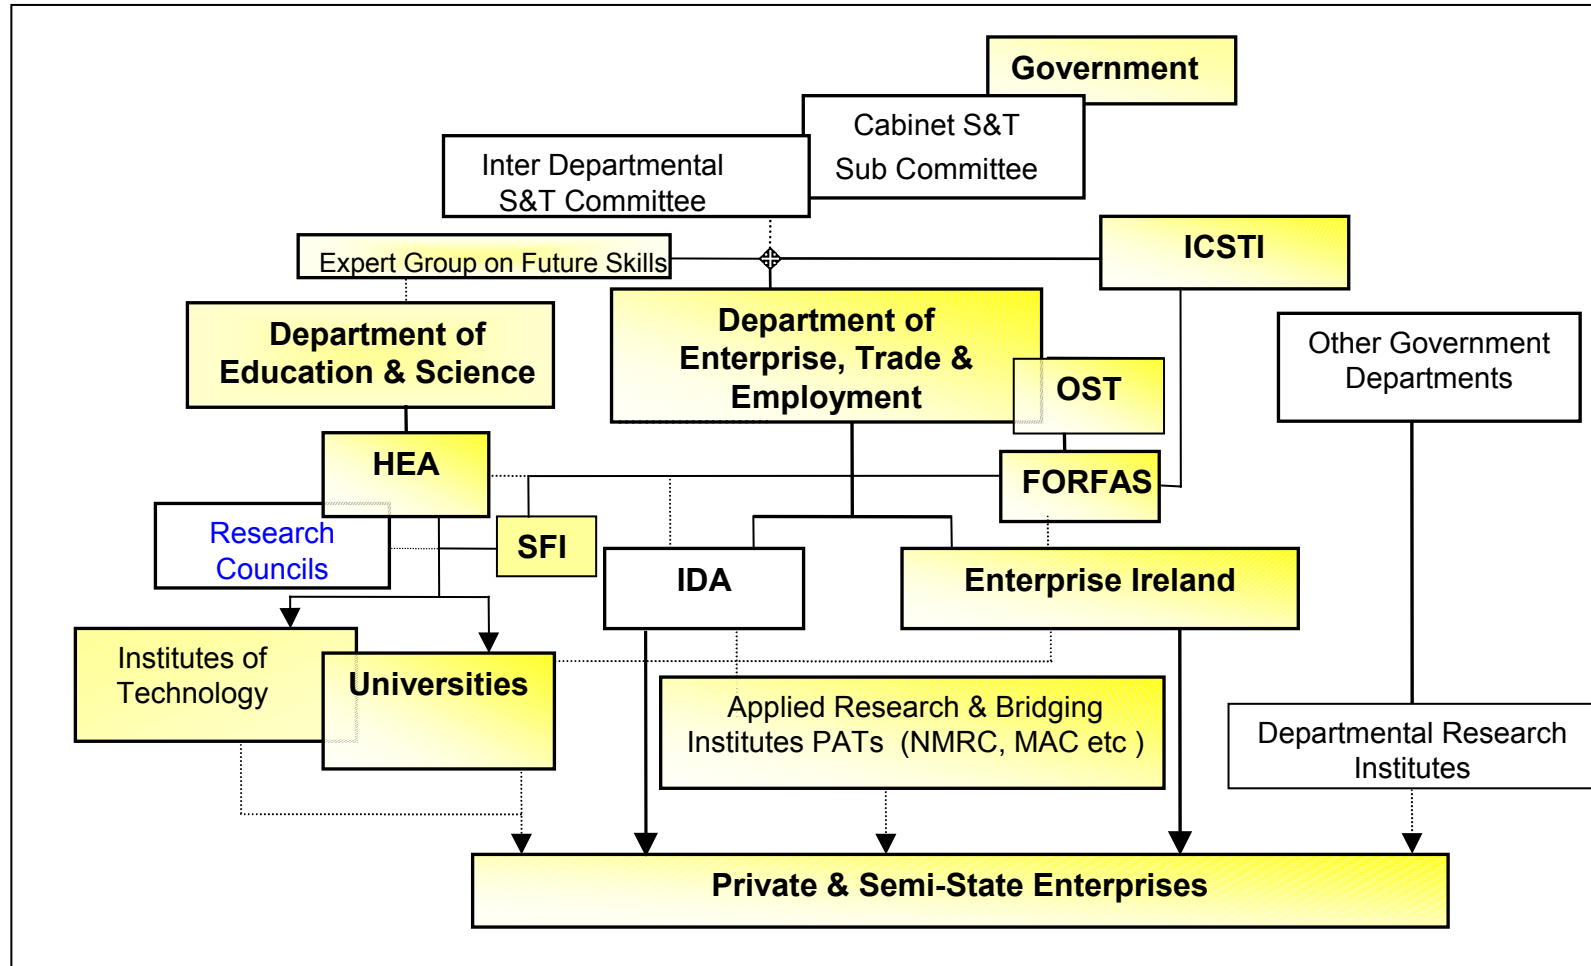 Government
Cabinet S&T
Sub Committee
Inter Departmental
S&T Committee
ICSTI
Expert Group on Future Skills
Department of
Education & Science
Department of
Enterprise, Trade &
Employment
OST
Other Government
Departments
HEA
FORFAS
Research
Councils
SFI
IDA
Enterprise Ireland
Institutes of
Technology
Universities
Applied Research & Bridging
Institutes PATs (NMRC, MAC etc )
Departmental Research
Institutes
Private & Semi-State Enterprises